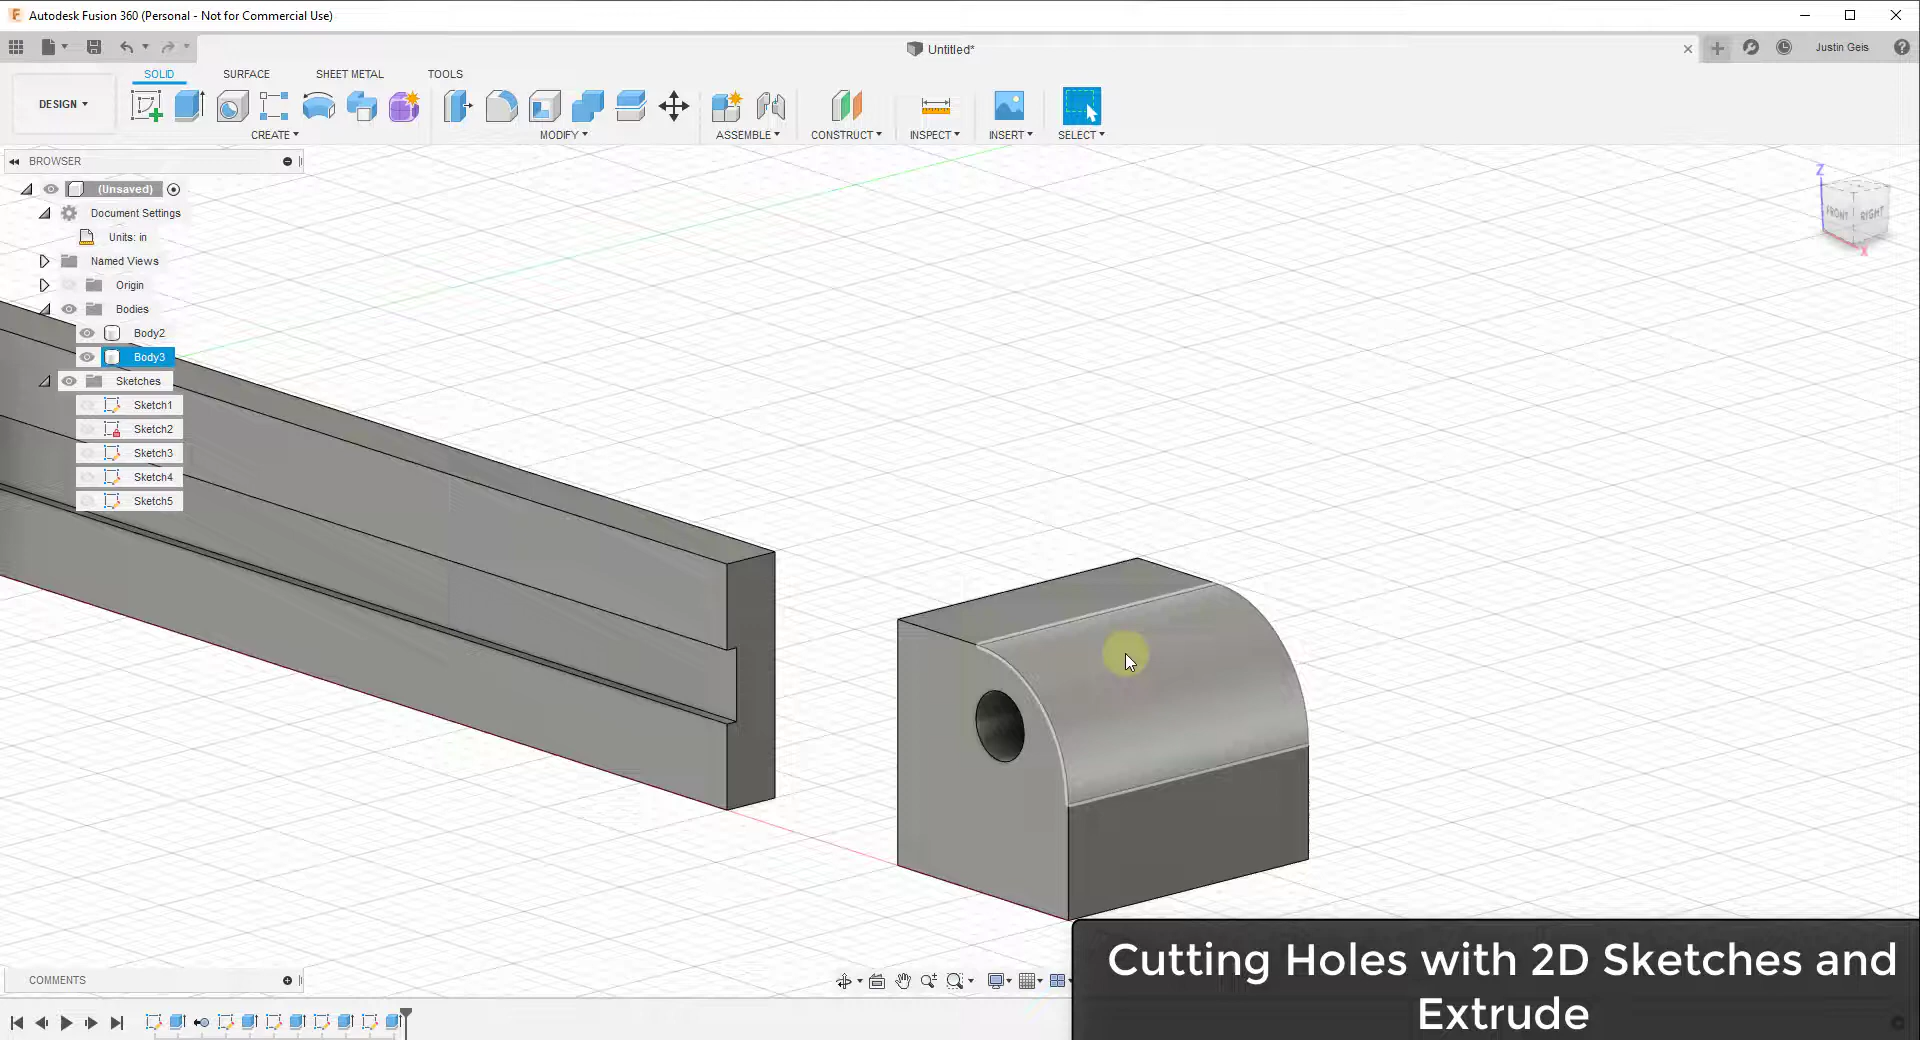 Autodesk Fusion 360 (Personal - Not for Commercial Use)
Untitled*
Justin Geis
SOLID SURFACE SHEET METAL TOOLS
DESIGN
CREATE MODIFY ASSEMBLE CONSTRUCT INSPECT INSERT SELECT
BROWSER
(Unsaved)
Document Settings
Units: in
Named Views
Origin
Bodies
Body2
Body3
Sketches
Sketch1
Sketch2
Sketch3
Sketch4
Sketch5
Z
FRONT RIGHT
X
COMMENTS
Cutting Holes with 2D Sketches and
Extrude